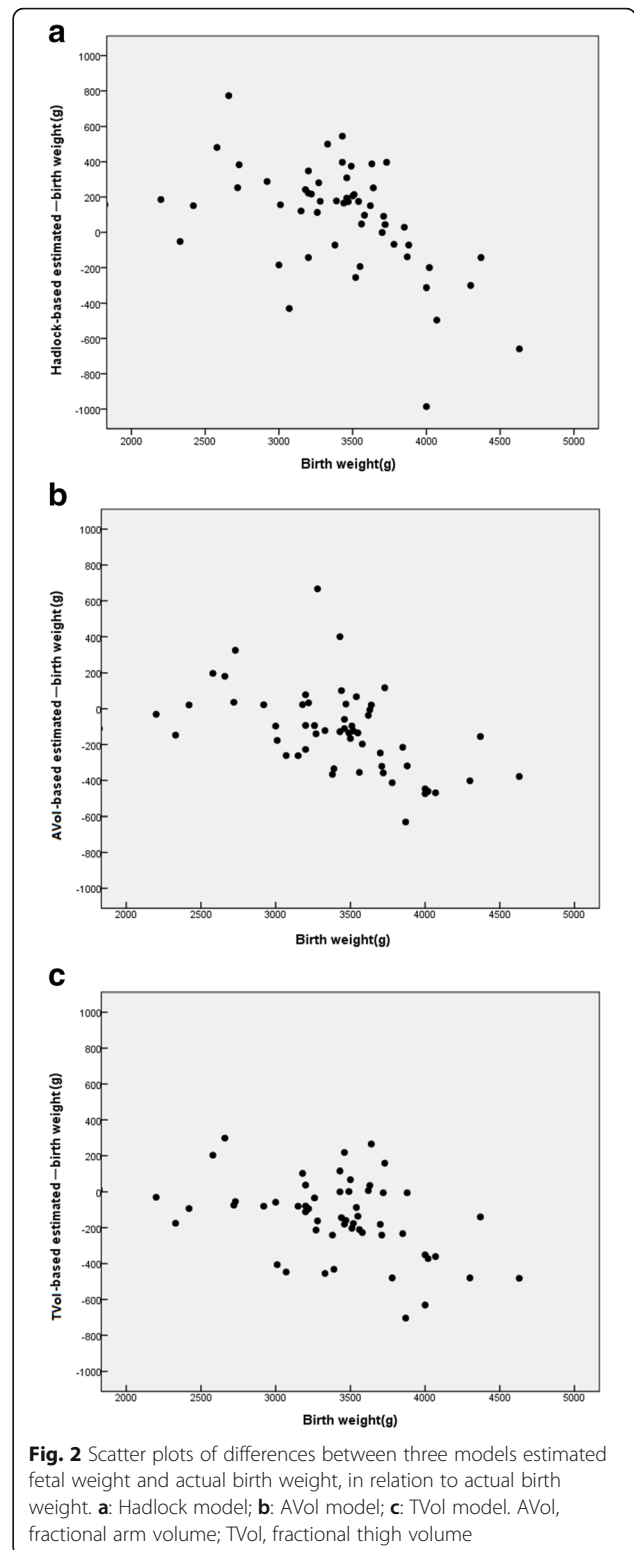 a
1000
800
600
400
200
0
-200
-400
-600
-800
-1000
Hadlock-based estimated—birth weight(g)
2000 2500 3000 3500 4000 4500 5000
Birth weight(g)
b
1000
800
600
400
200
0
-200
-400
-600
-800
-1000
AVol-based estimated—birth weight(g)
2000 2500 3000 3500 4000 4500 5000
Birth weight(g)
c
1000
800
600
400
200
0
-200
-400
-600
-800
-1000
TVol-based estimated—birth weight(g)
2000 2500 3000 3500 4000 4500 5000
Birth weight(g)
Fig. 2 Scatter plots of differences between three models estimated
fetal weight and actual birth weight, in relation to actual birth
weight. a: Hadlock model; b: AVol model; c: TVol model. AVol,
fractional arm volume; TVol, fractional thigh volume